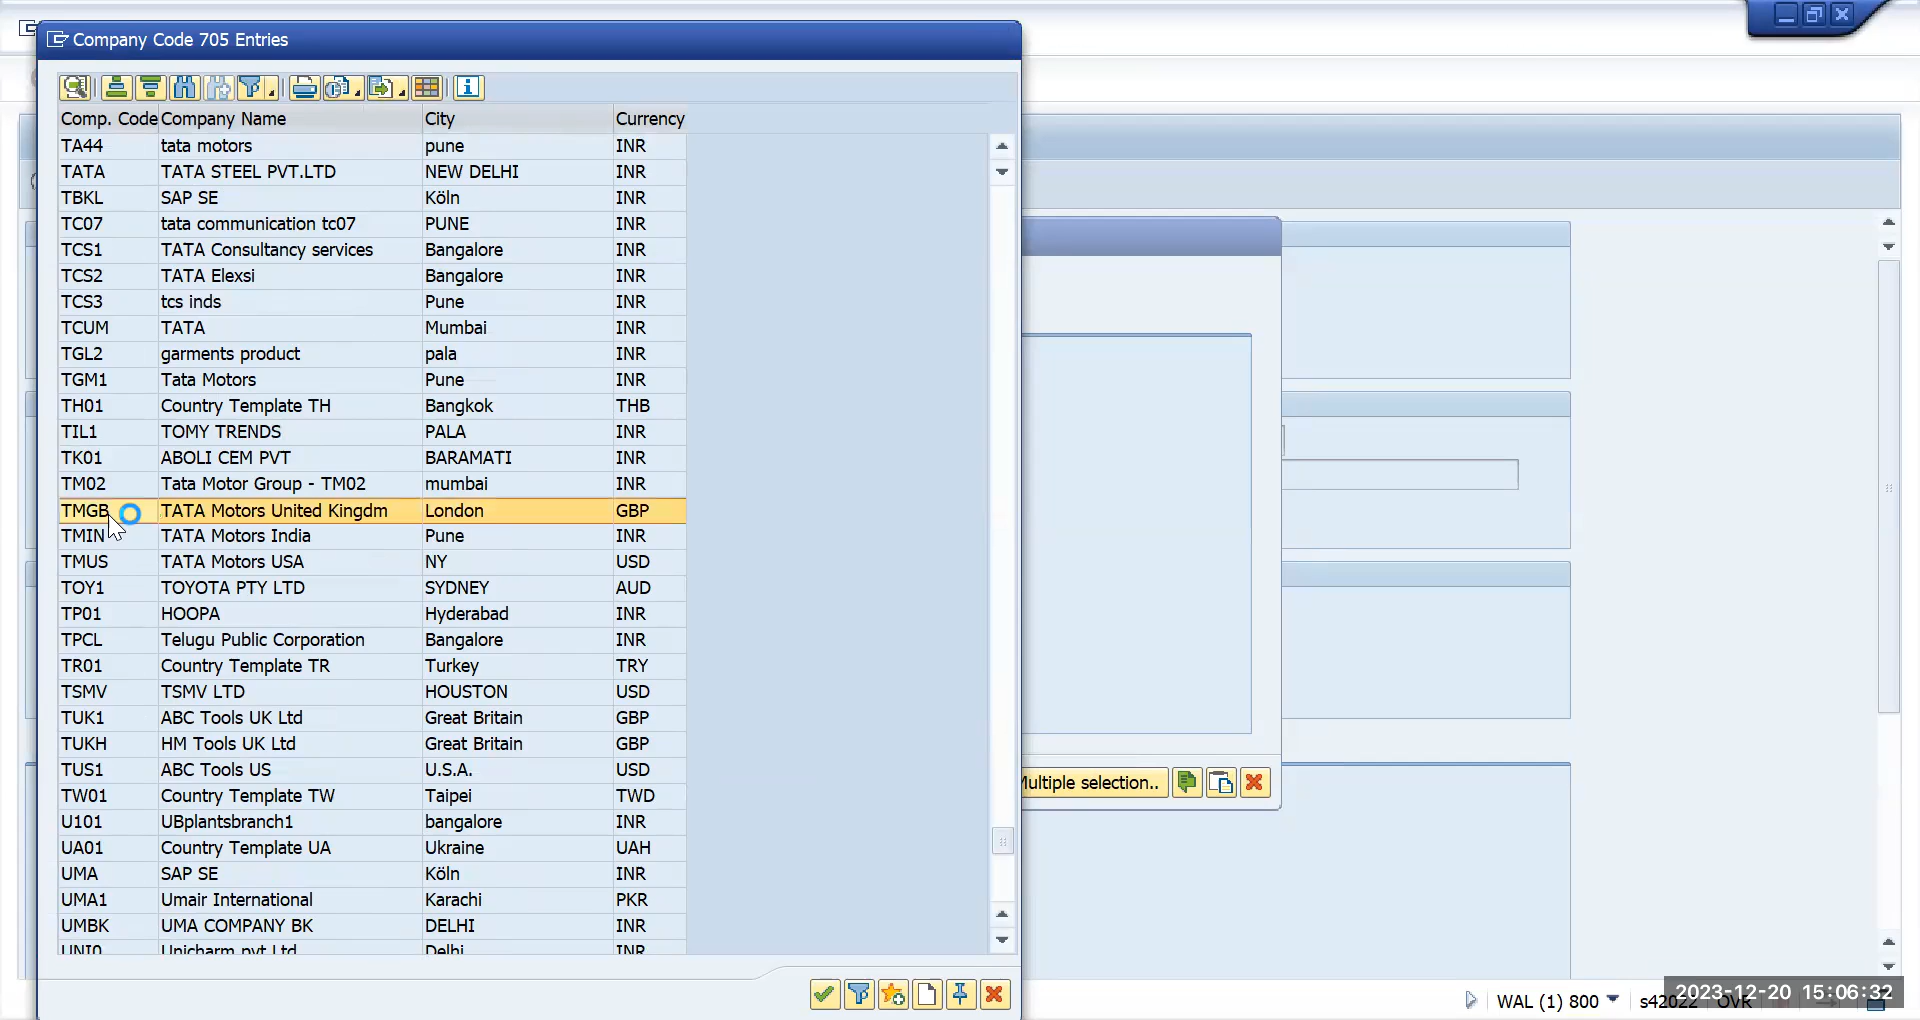 Company Code 705 Entries
Comp. Code Company Name City Currency
TA44 tata motors pune INR
TATA TATA STEEL PVT.LTD NEW DELHI INR
TBKL SAP SE Köln INR
TC07 tata communication tc07 PUNE INR
TCS1 TATA Consultancy services Bangalore INR
TCS2 TATA Elexsi Bangalore INR
TCS3 tcs inds Pune INR
TCUM TATA Mumbai INR
TGL2 garments product pala INR
TGM1 Tata Motors Pune INR
TH01 Country Template TH Bangkok THB
TIL1 TOMY TRENDS PALA INR
TK01 ABOLI CEM PVT BARAMATI INR
TM02 Tata Motor Group - TM02 mumbai INR
TMGB TATA Motors United Kingdm London GBP
TMIN TATA Motors India Pune INR
TMUS TATA Motors USA NY USD
TOY1 TOYOTA PTY LTD SYDNEY AUD
TP01 HOOPA Hyderabad INR
TPCL Telugu Public Corporation Bangalore INR
TR01 Country Template TR Turkey TRY
TSMV TSMV LTD HOUSTON USD
TUK1 ABC Tools UK Ltd Great Britain GBP
TUKH HM Tools UK Ltd Great Britain GBP
TUS1 ABC Tools US U.S.A. USD
TW01 Country Template TW Taipei TWD
U101 UBplantsbranch1 bangalore INR
UA01 Country Template UA Ukraine UAH
UMA SAP SE Köln INR
UMA1 Umair International Karachi PKR
UMBK UMA COMPANY BK DELHI INR
UNI0 Unicharm pvt Ltd Delhi INR
Multiple selection..
WAL (1) 800 s42022 OVR
2023-12-20 15:06:32